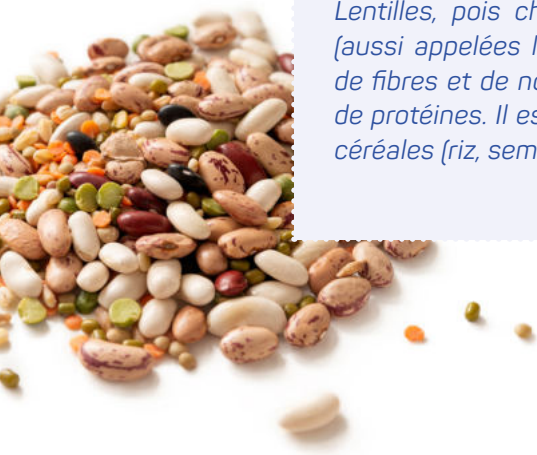 Lentilles, pois
(aussi appelées
de fibres et de
de protéines. Il
céréales (riz,